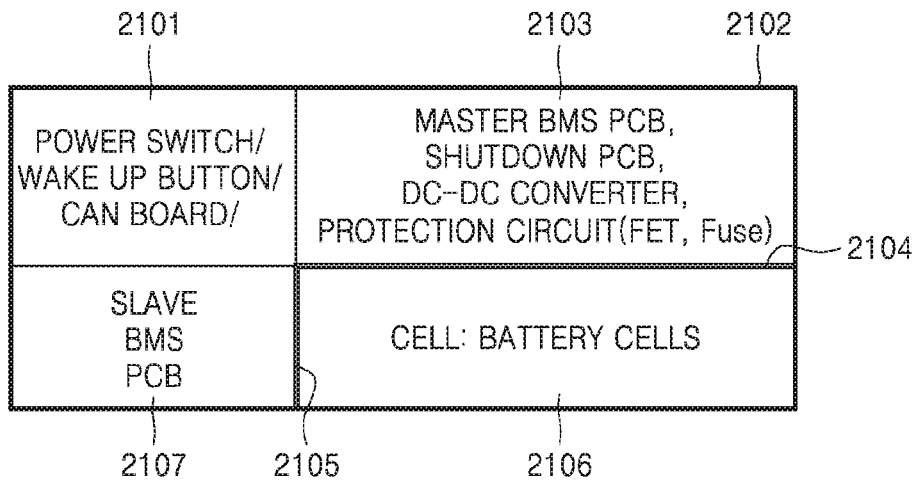 2101
2103
2102
POWER SWITCH/
WAKE UP BUTTON/
CAN BOARD/
MASTER BMS PCB,
SHUTDOWN PCB,
DC-DC CONVERTER,
PROTECTION CIRCUIT(FET, Fuse)
2104
SLAVE
BMS
PCB
CELL: BATTERY CELLS
2107
2105
2106